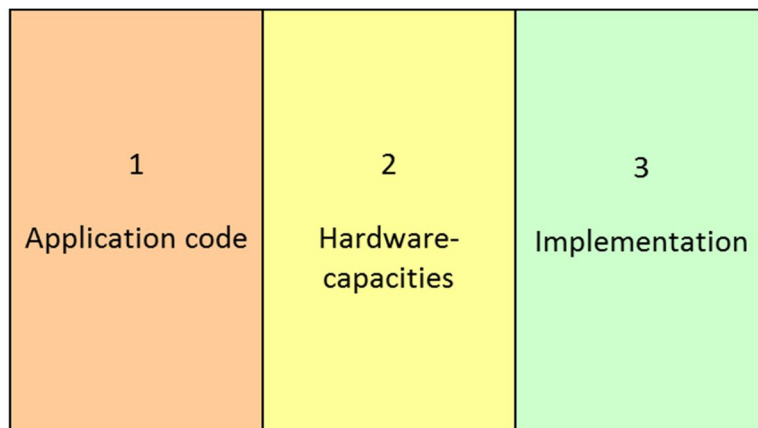 1
Application code
2
Hardware-
capacities
3
Implementation